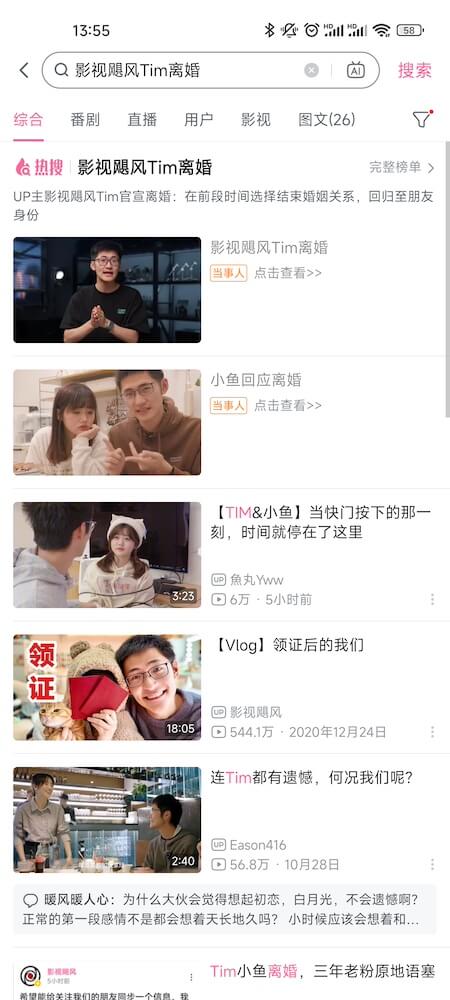 13:55
HD HD 58
影视飓风Tim离婚
AI
搜索
综合 番剧 直播 用户 影视 图文(26)
热搜 影视飓风Tim离婚 完整榜单
UP主影视飓风Tim官宣离婚：在前段时间选择结束婚姻关系，回归至朋友
身份
影视飓风Tim离婚
当事人 点击查看>>
小鱼回应离婚
当事人 点击查看>>
3:23
【TIM&小鱼】当快门按下的那一
刻，时间就停在了这里
UP 魚丸Yww
6万 · 5小时前
领
证
18:05
【Vlog】领证后的我们
UP 影视飓风
544.1万 · 2020年12月24日
2:40
连Tim都有遗憾，何况我们呢？
UP Eason416
56.8万 · 10月28日
暖风暖人心：为什么大伙会觉得想起初恋，白月光，不会遗憾啊？
正常的第一段感情不是都会想着天长地久吗？ 小时候应该会想着和...
影视飓风
5小时前
希望能给关注我们的朋友同步一个信息，我
Tim小鱼离婚，三年老粉原地语塞